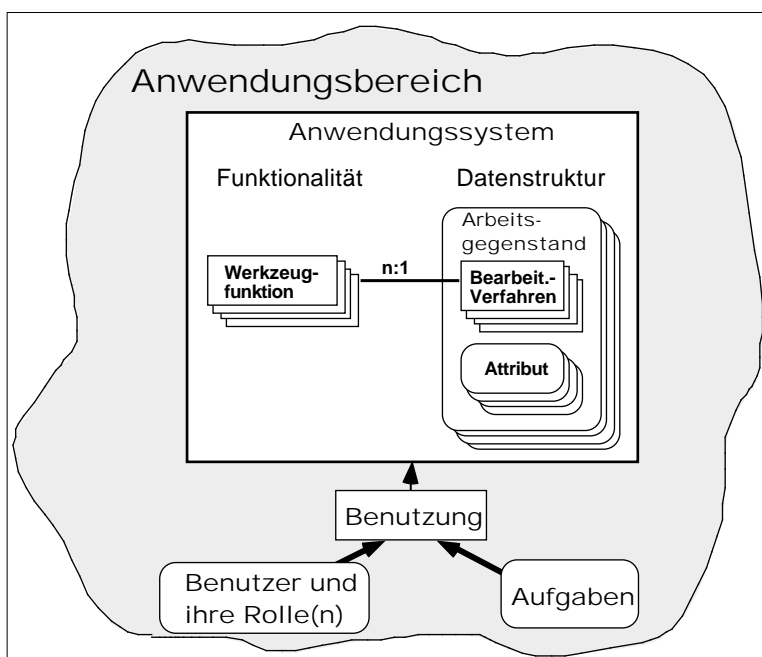 Anwendungsbereich
Anwendungssystem
Funktionalität
Datenstruktur
Arbeits-
gegenstand
Werkzeug-
funktion
n:1
Bearbeit.-
Verfahren
Attribut
Benutzung
Benutzer und
ihre Rolle(n)
Aufgaben